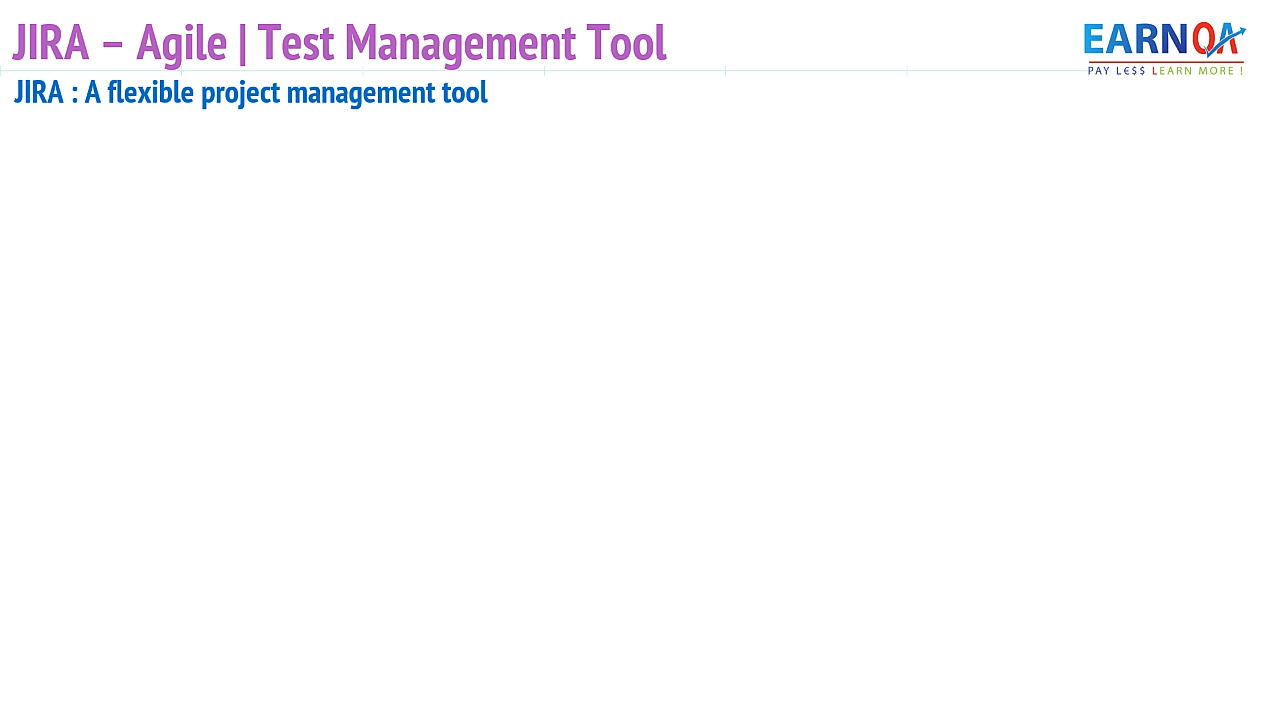 JIRA – Agile | Test Management Tool
EARNQA
PAY LE$$ LEARN MORE !
JIRA : A flexible project management tool